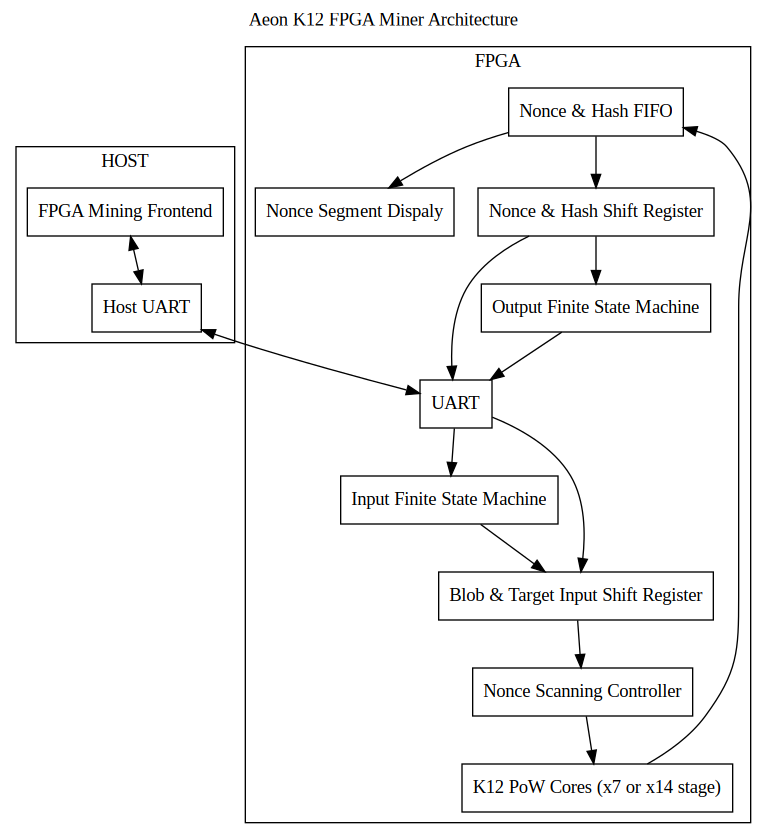 Aeon K12 FPGA Miner Architecture
FPGA
Nonce & Hash FIFO
HOST
FPGA Mining Frontend
Nonce Segment Dispaly
Nonce & Hash Shift Register
Host UART
Output Finite State Machine
UART
Input Finite State Machine
Blob & Target Input Shift Register
Nonce Scanning Controller
K12 PoW Cores (x7 or x14 stage)